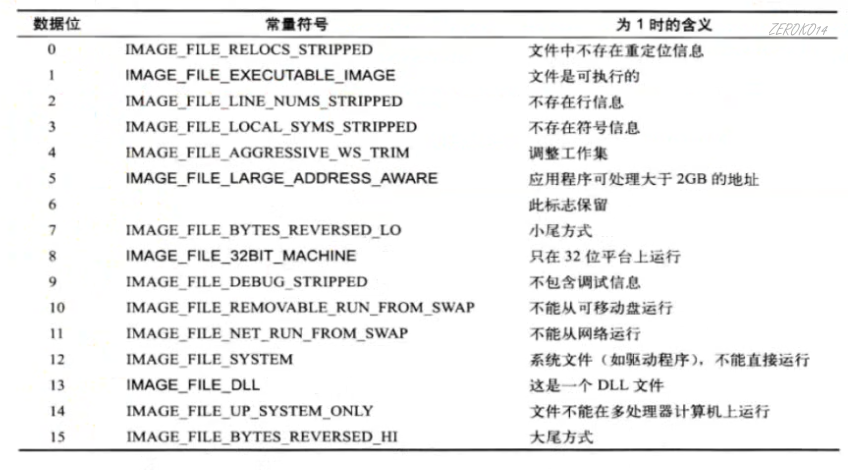 数据位 常量符号 为 1 时的含义
ZEROK014
0 IMAGE_FILE_RELOCS_STRIPPED 文件中不存在重定位信息
1 IMAGE_FILE_EXECUTABLE_IMAGE 文件是可执行的
2 IMAGE_FILE_LINE_NUMS_STRIPPED 不存在行信息
3 IMAGE_FILE_LOCAL_SYMS_STRIPPED 不存在符号信息
4 IMAGE_FILE_AGGRESSIVE_WS_TRIM 调整工作集
5 IMAGE_FILE_LARGE_ADDRESS_AWARE 应用程序可处理大于 2GB 的地址
6 此标志保留
7 IMAGE_FILE_BYTES_REVERSED_LO 小尾方式
8 IMAGE_FILE_32BIT_MACHINE 只在 32 位平台上运行
9 IMAGE_FILE_DEBUG_STRIPPED 不包含调试信息
10 IMAGE_FILE_REMOVABLE_RUN_FROM_SWAP 不能从可移动盘运行
11 IMAGE_FILE_NET_RUN_FROM_SWAP 不能从网络运行
12 IMAGE_FILE_SYSTEM 系统文件（如驱动程序），不能直接运行
13 IMAGE_FILE_DLL 这是一个 DLL 文件
14 IMAGE_FILE_UP_SYSTEM_ONLY 文件不能在多处理器计算机上运行
15 IMAGE_FILE_BYTES_REVERSED_HI 大尾方式